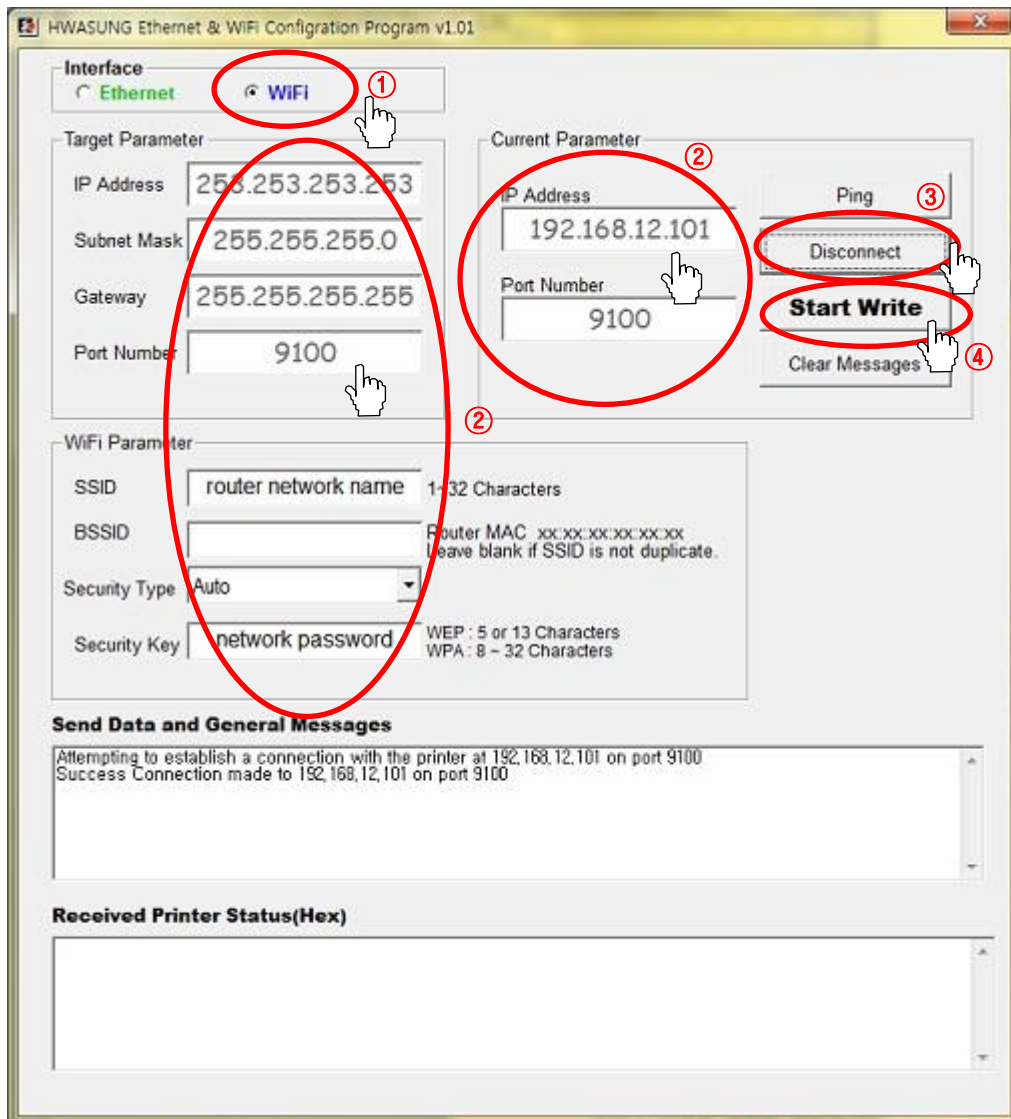 HWASUNG Ethernet & WiFi Configration Program v1.01
Interface
Ethernet
WiFi
①
Target Parameter
IP Address
253.253.253.253
Subnet Mask
255.255.255.0
Gateway
255.255.255.255
Port Number
9100
②
Current Parameter
②
IP Address
192.168.12.101
Port Number
9100
Ping
③
Disconnect
Start Write
④
Clear Messages
WiFi Parameter
SSID
router network name
1~32 Characters
BSSID
Router MAC xx:xx:xx:xx:xx:xx
Leave blank if SSID is not duplicate.
Security Type
Auto
Security Key
network password
WEP : 5 or 13 Characters
WPA : 8 ~ 32 Characters
Send Data and General Messages
Attempting to establish a connection with the printer at 192,168,12,101 on port 9100
Success Connection made to 192,168,12,101 on port 9100
Received Printer Status(Hex)